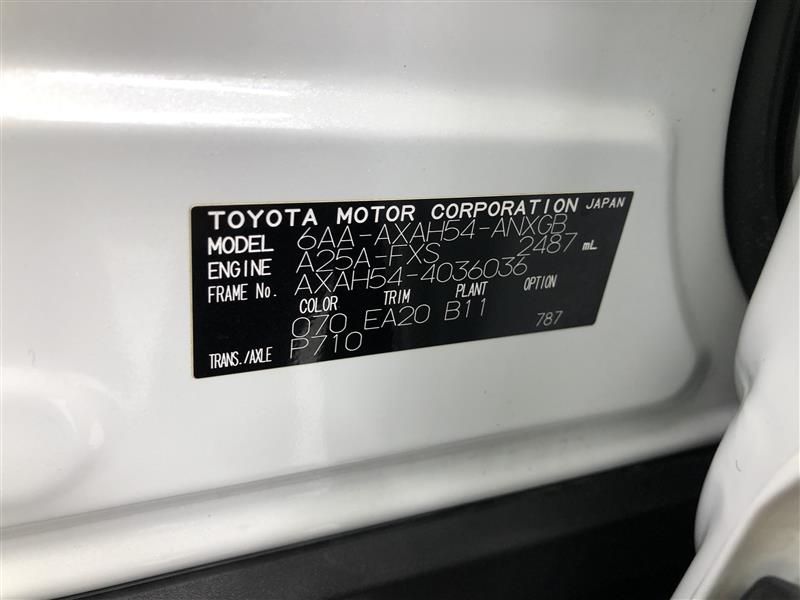 TOYOTA MOTOR CORPORATION JAPAN
MODEL 6AA-AXAH54-ANXGB
ENGINE A25A-FXS 2487 mL
FRAME No. AXAH54-4036036
COLOR TRIM PLANT OPTION
070 EA20 B11 787
TRANS./AXLE P710